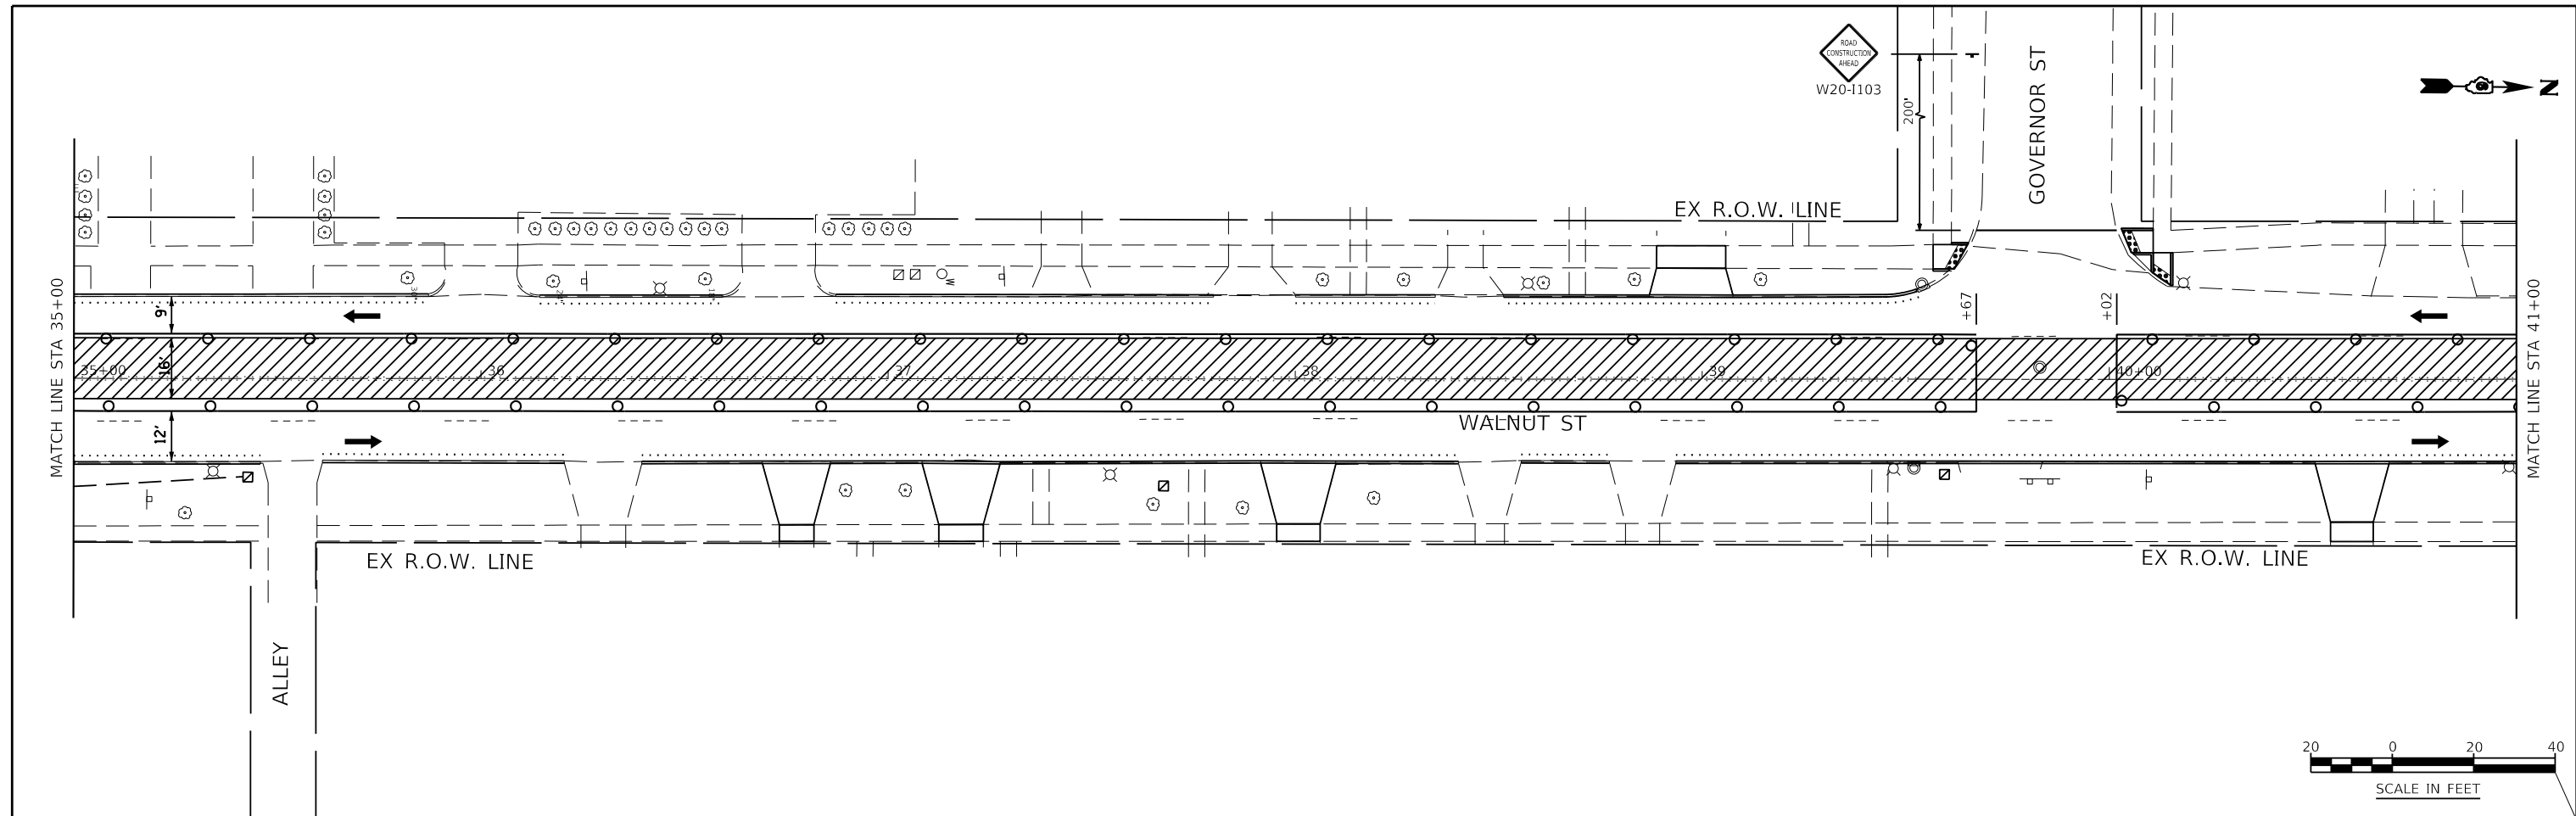 ROAD
CONSTRUCTION
AHEAD
W20-I103
200'
GOVERNOR ST
N
EX R.O.W. LINE
MATCH LINE STA 35+00
9'
16'
12'
35+00
36
37
38
39
40+00
+67
+02
W
WALNUT ST
MATCH LINE STA 41+00
EX R.O.W. LINE
EX R.O.W. LINE
ALLEY
20 0 20 40
SCALE IN FEET